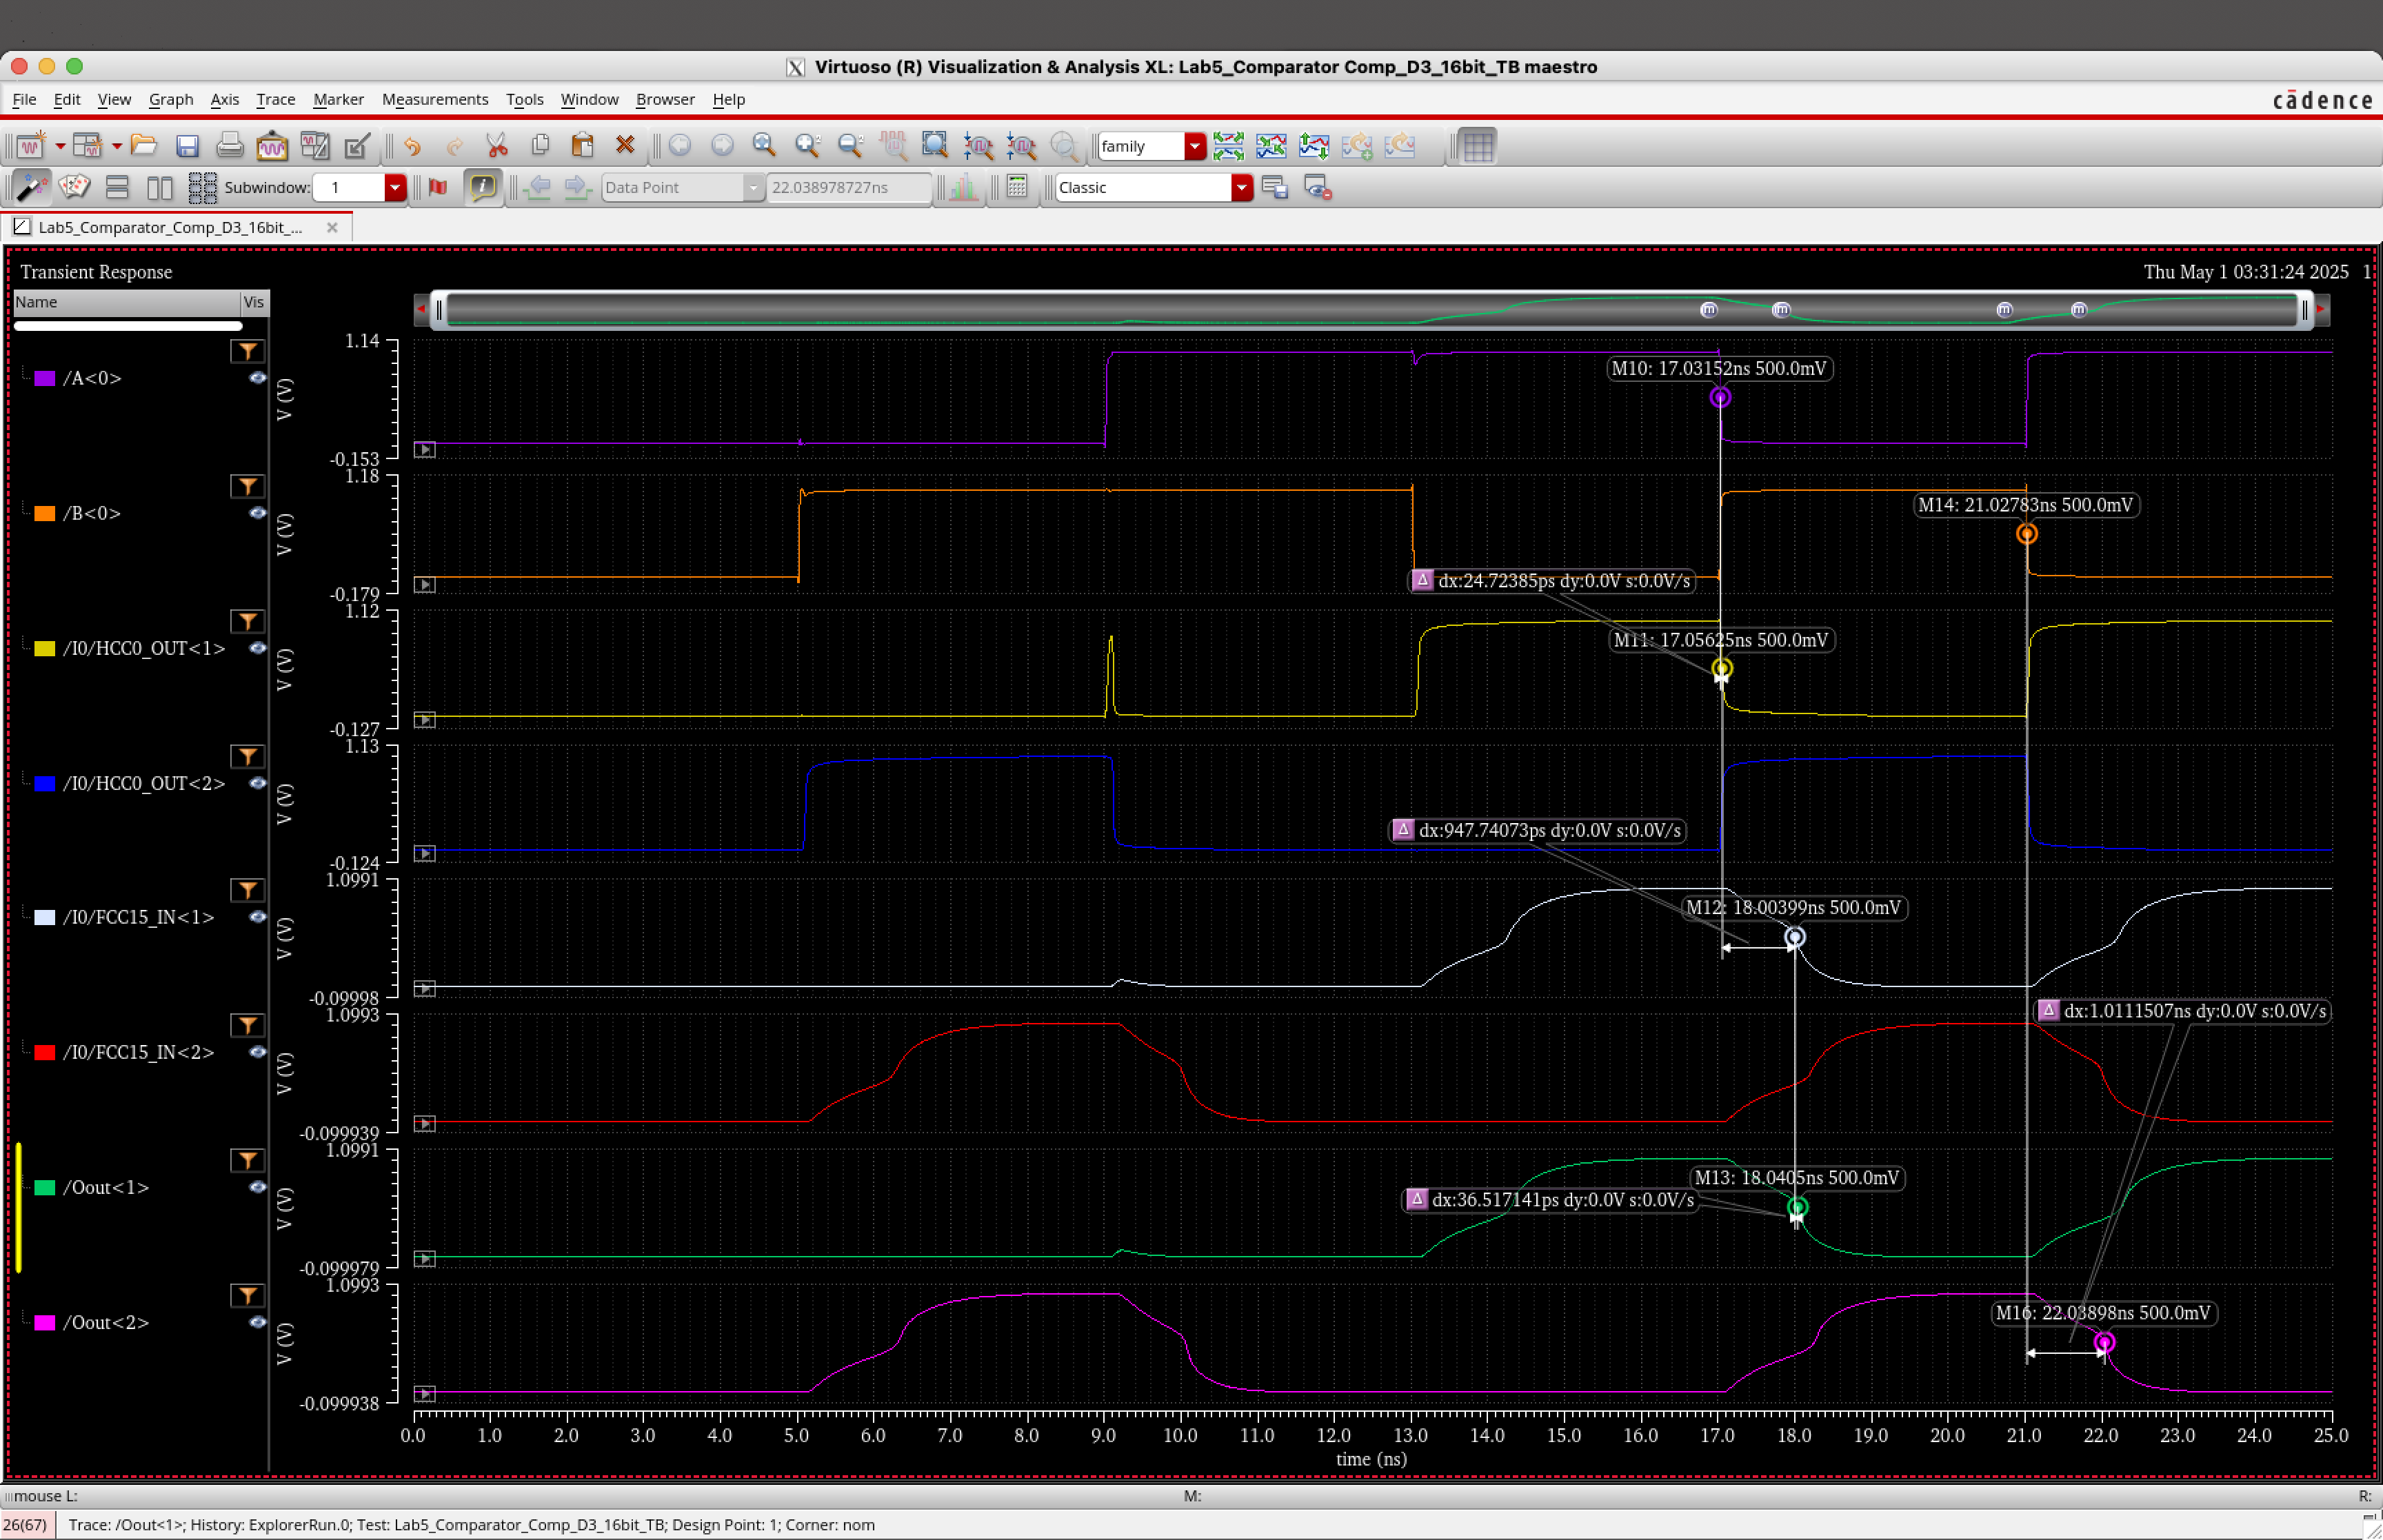 Virtuoso (R) Visualization & Analysis XL: Lab5_Comparator Comp_D3_16bit_TB maestro
File Edit View Graph Axis Trace Marker Measurements Tools Window Browser Help
cādence
family
Subwindow: 1
Data Point
22.038978727ns
Classic
Lab5_Comparator_Comp_D3_16bit_...
Transient Response
Thu May 1 03:31:24 2025 1
Name Vis
/A<0>
V (V)
1.14
-0.153
M10: 17.03152ns 500.0mV
/B<0>
V (V)
1.18
-0.179
M14: 21.02783ns 500.0mV
dx:24.72385ps dy:0.0V s:0.0V/s
/I0/HCC0_OUT<1>
V (V)
1.12
-0.127
M11: 17.05625ns 500.0mV
/I0/HCC0_OUT<2>
V (V)
1.13
-0.124
dx:947.74073ps dy:0.0V s:0.0V/s
/I0/FCC15_IN<1>
V (V)
1.0991
-0.09998
M12: 18.00399ns 500.0mV
/I0/FCC15_IN<2>
V (V)
1.0993
-0.099939
dx:1.0111507ns dy:0.0V s:0.0V/s
/Oout<1>
V (V)
1.0991
-0.099979
M13: 18.0405ns 500.0mV
dx:36.517141ps dy:0.0V s:0.0V/s
/Oout<2>
V (V)
1.0993
-0.099938
M16: 22.03898ns 500.0mV
0.0 1.0 2.0 3.0 4.0 5.0 6.0 7.0 8.0 9.0 10.0 11.0 12.0 13.0 14.0 15.0 16.0 17.0 18.0 19.0 20.0 21.0 22.0 23.0 24.0 25.0
time (ns)
mouse L: M: R:
26(67) Trace: /Oout<1>; History: ExplorerRun.0; Test: Lab5_Comparator_Comp_D3_16bit_TB; Design Point: 1; Corner: nom